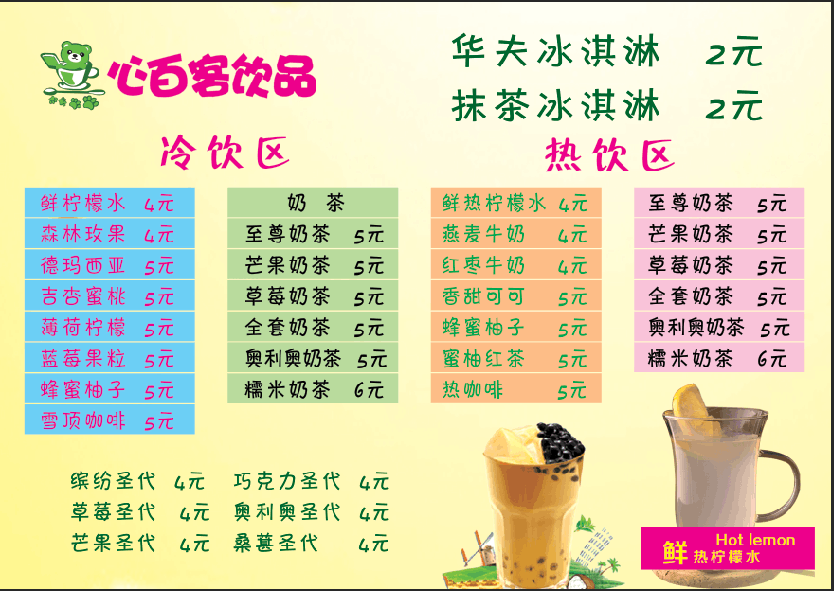 心百客饮品
华夫冰淇淋 2元
抹茶冰淇淋 2元
冷饮区
鲜柠檬水 4元
森林玫果 4元
德玛西亚 5元
吉杏蜜桃 5元
薄荷柠檬 5元
蓝莓果粒 5元
蜂蜜柚子 5元
雪顶咖啡 5元
奶 茶
至尊奶茶 5元
芒果奶茶 5元
草莓奶茶 5元
全套奶茶 5元
奥利奥奶茶 5元
糯米奶茶 6元
热饮区
鲜热柠檬水 4元
燕麦牛奶 4元
红枣牛奶 4元
香甜可可 5元
蜂蜜柚子 5元
蜜柚红茶 5元
热咖啡 5元
至尊奶茶 5元
芒果奶茶 5元
草莓奶茶 5元
全套奶茶 5元
奥利奥奶茶 5元
糯米奶茶 6元
缤纷圣代 4元 巧克力圣代 4元
草莓圣代 4元 奥利奥圣代 4元
芒果圣代 4元 桑葚圣代 4元
Hot lemon
鲜热柠檬水